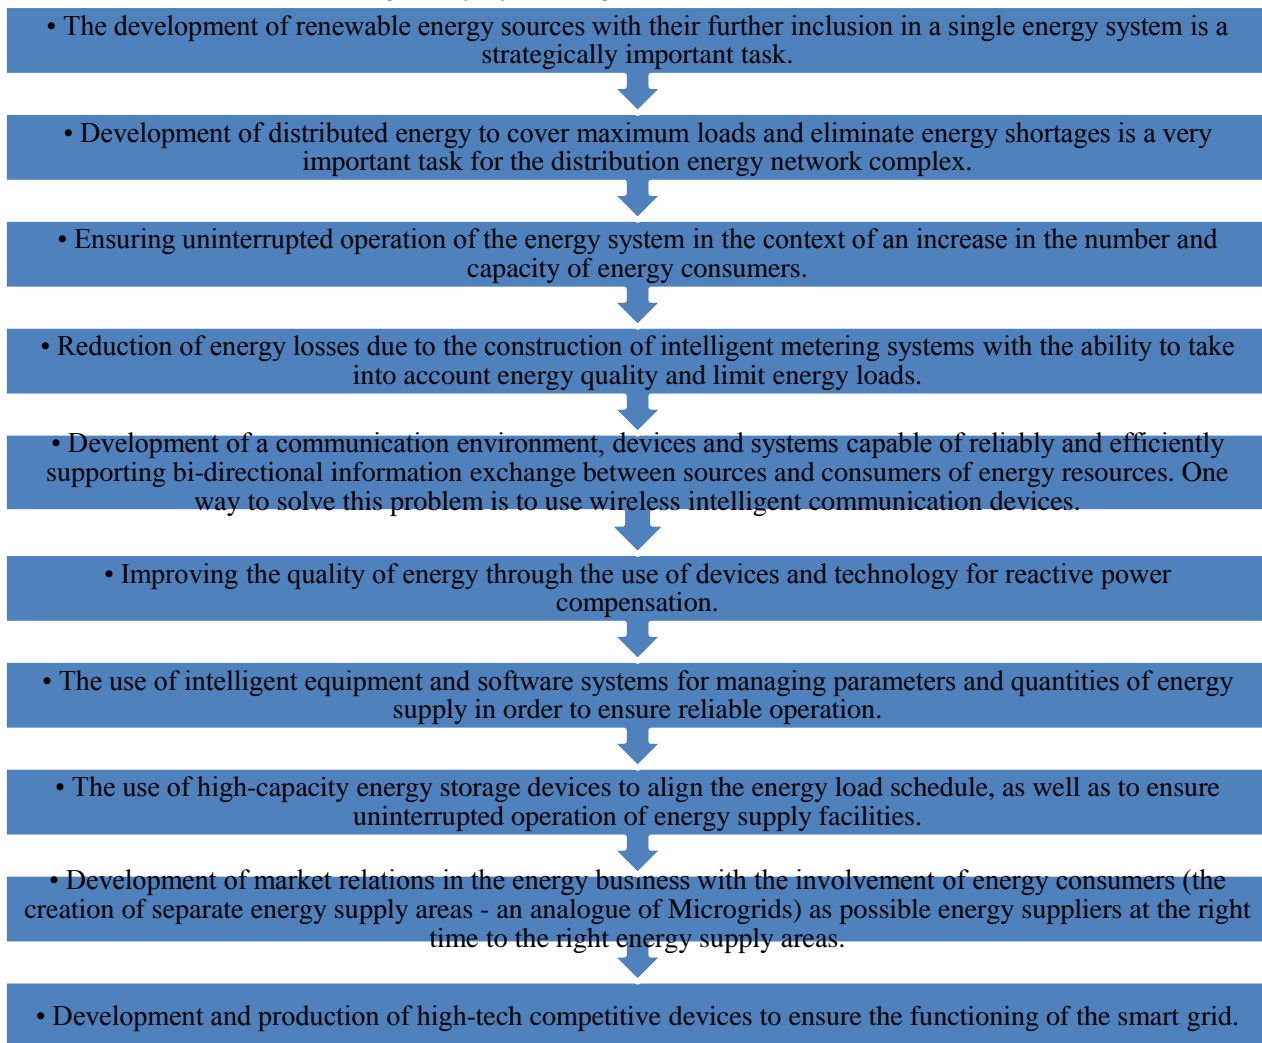 • The development of renewable energy sources with their further inclusion in a single energy system is a
strategically important task.
• Development of distributed energy to cover maximum loads and eliminate energy shortages is a very
important task for the distribution energy network complex.
• Ensuring uninterrupted operation of the energy system in the context of an increase in the number and
capacity of energy consumers.
• Reduction of energy losses due to the construction of intelligent metering systems with the ability to take
into account energy quality and limit energy loads.
• Development of a communication environment, devices and systems capable of reliably and efficiently
supporting bi-directional information exchange between sources and consumers of energy resources. One
way to solve this problem is to use wireless intelligent communication devices.
• Improving the quality of energy through the use of devices and technology for reactive power
compensation.
• The use of intelligent equipment and software systems for managing parameters and quantities of energy
supply in order to ensure reliable operation.
• The use of high-capacity energy storage devices to align the energy load schedule, as well as to ensure
uninterrupted operation of energy supply facilities.
• Development of market relations in the energy business with the involvement of energy consumers (the
creation of separate energy supply areas - an analogue of Microgrids) as possible energy suppliers at the right
time to the right energy supply areas.
• Development and production of high-tech competitive devices to ensure the functioning of the smart grid.